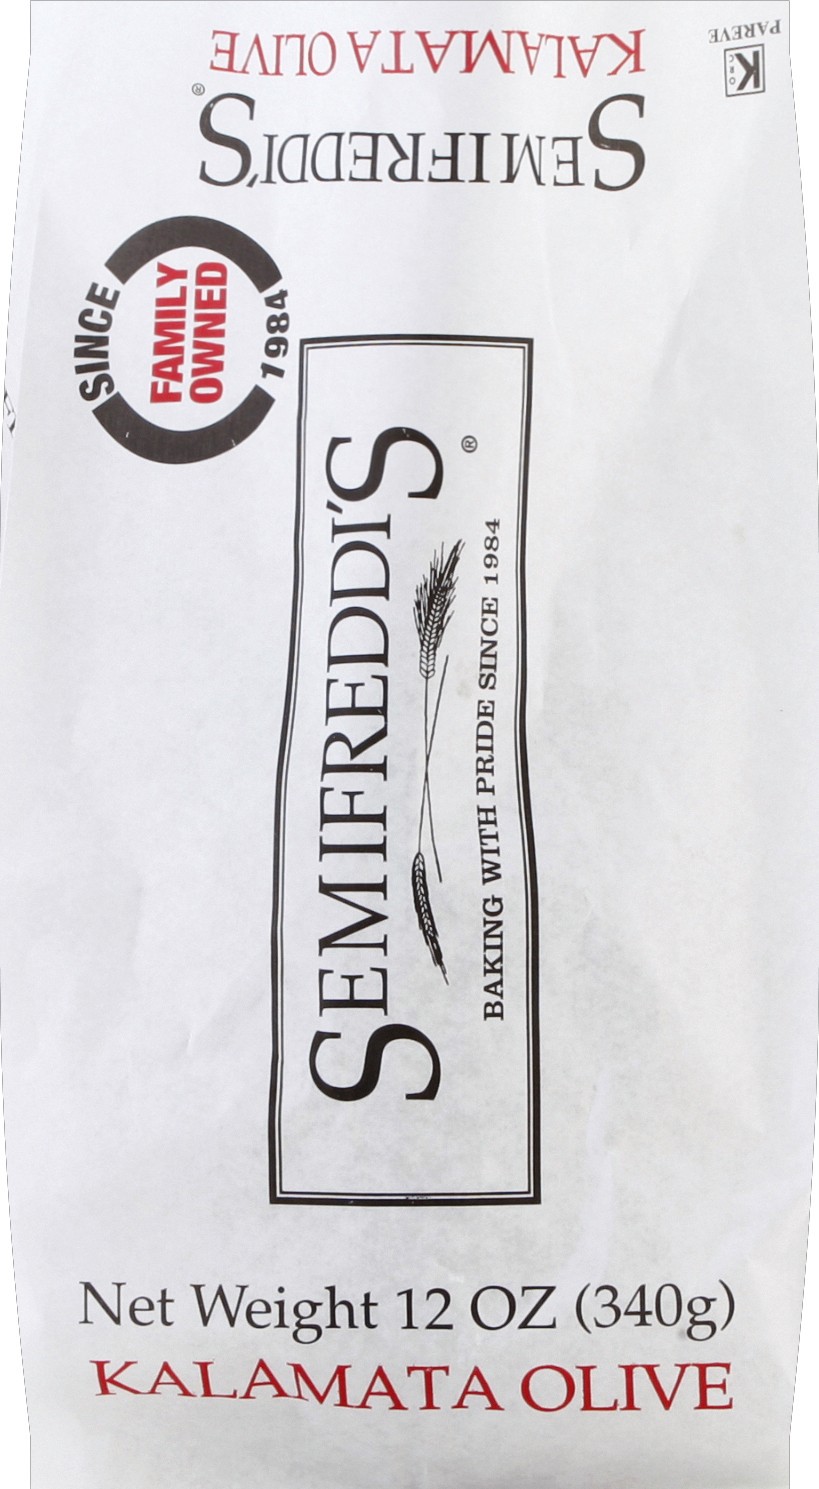 KALAMATA OLIVE
SEMIFREDDI'S®
K
CRO
PAREVE
SINCE
FAMILY
OWNED
1984
SEMIFREDDI'S®
BAKING WITH PRIDE SINCE 1984
Net Weight 12 OZ (340g)
KALAMATA OLIVE